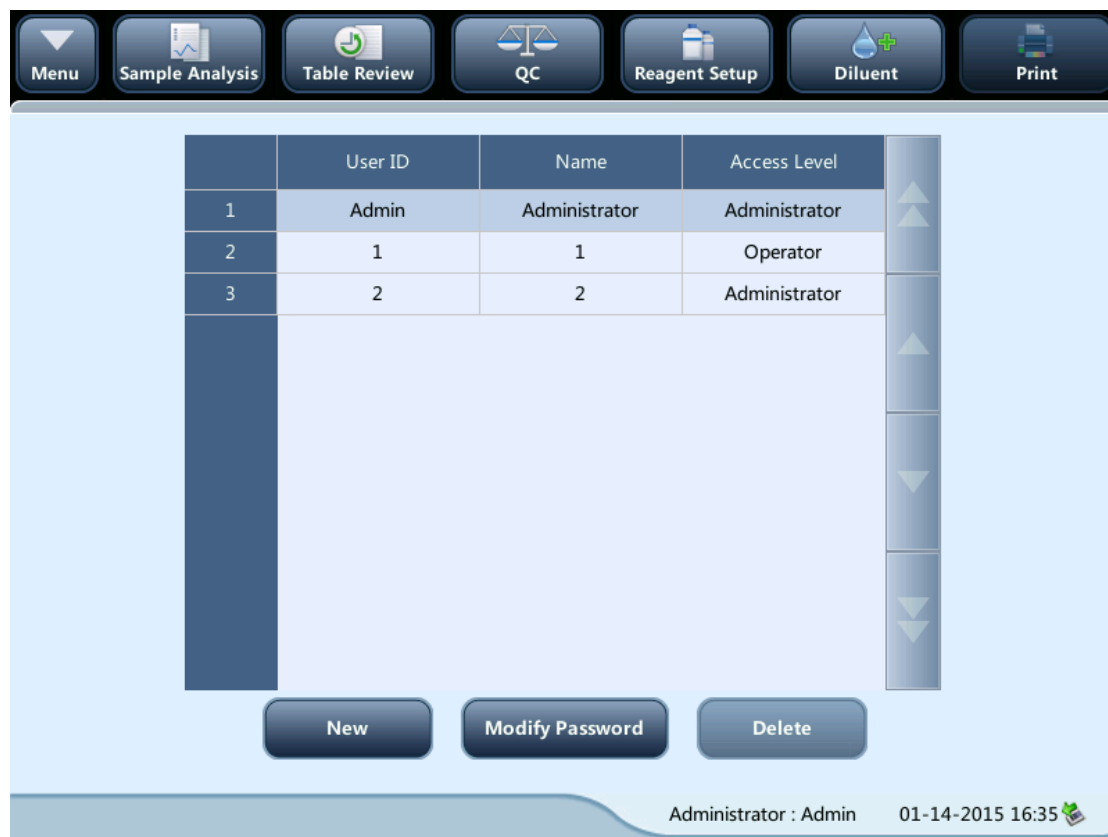 Menu Sample Analysis Table Review QC Reagent Setup Diluent Print
User ID Name Access Level
1 Admin Administrator Administrator
2 1 1 Operator
3 2 2 Administrator
New Modify Password Delete
Administrator : Admin 01-14-2015 16:35